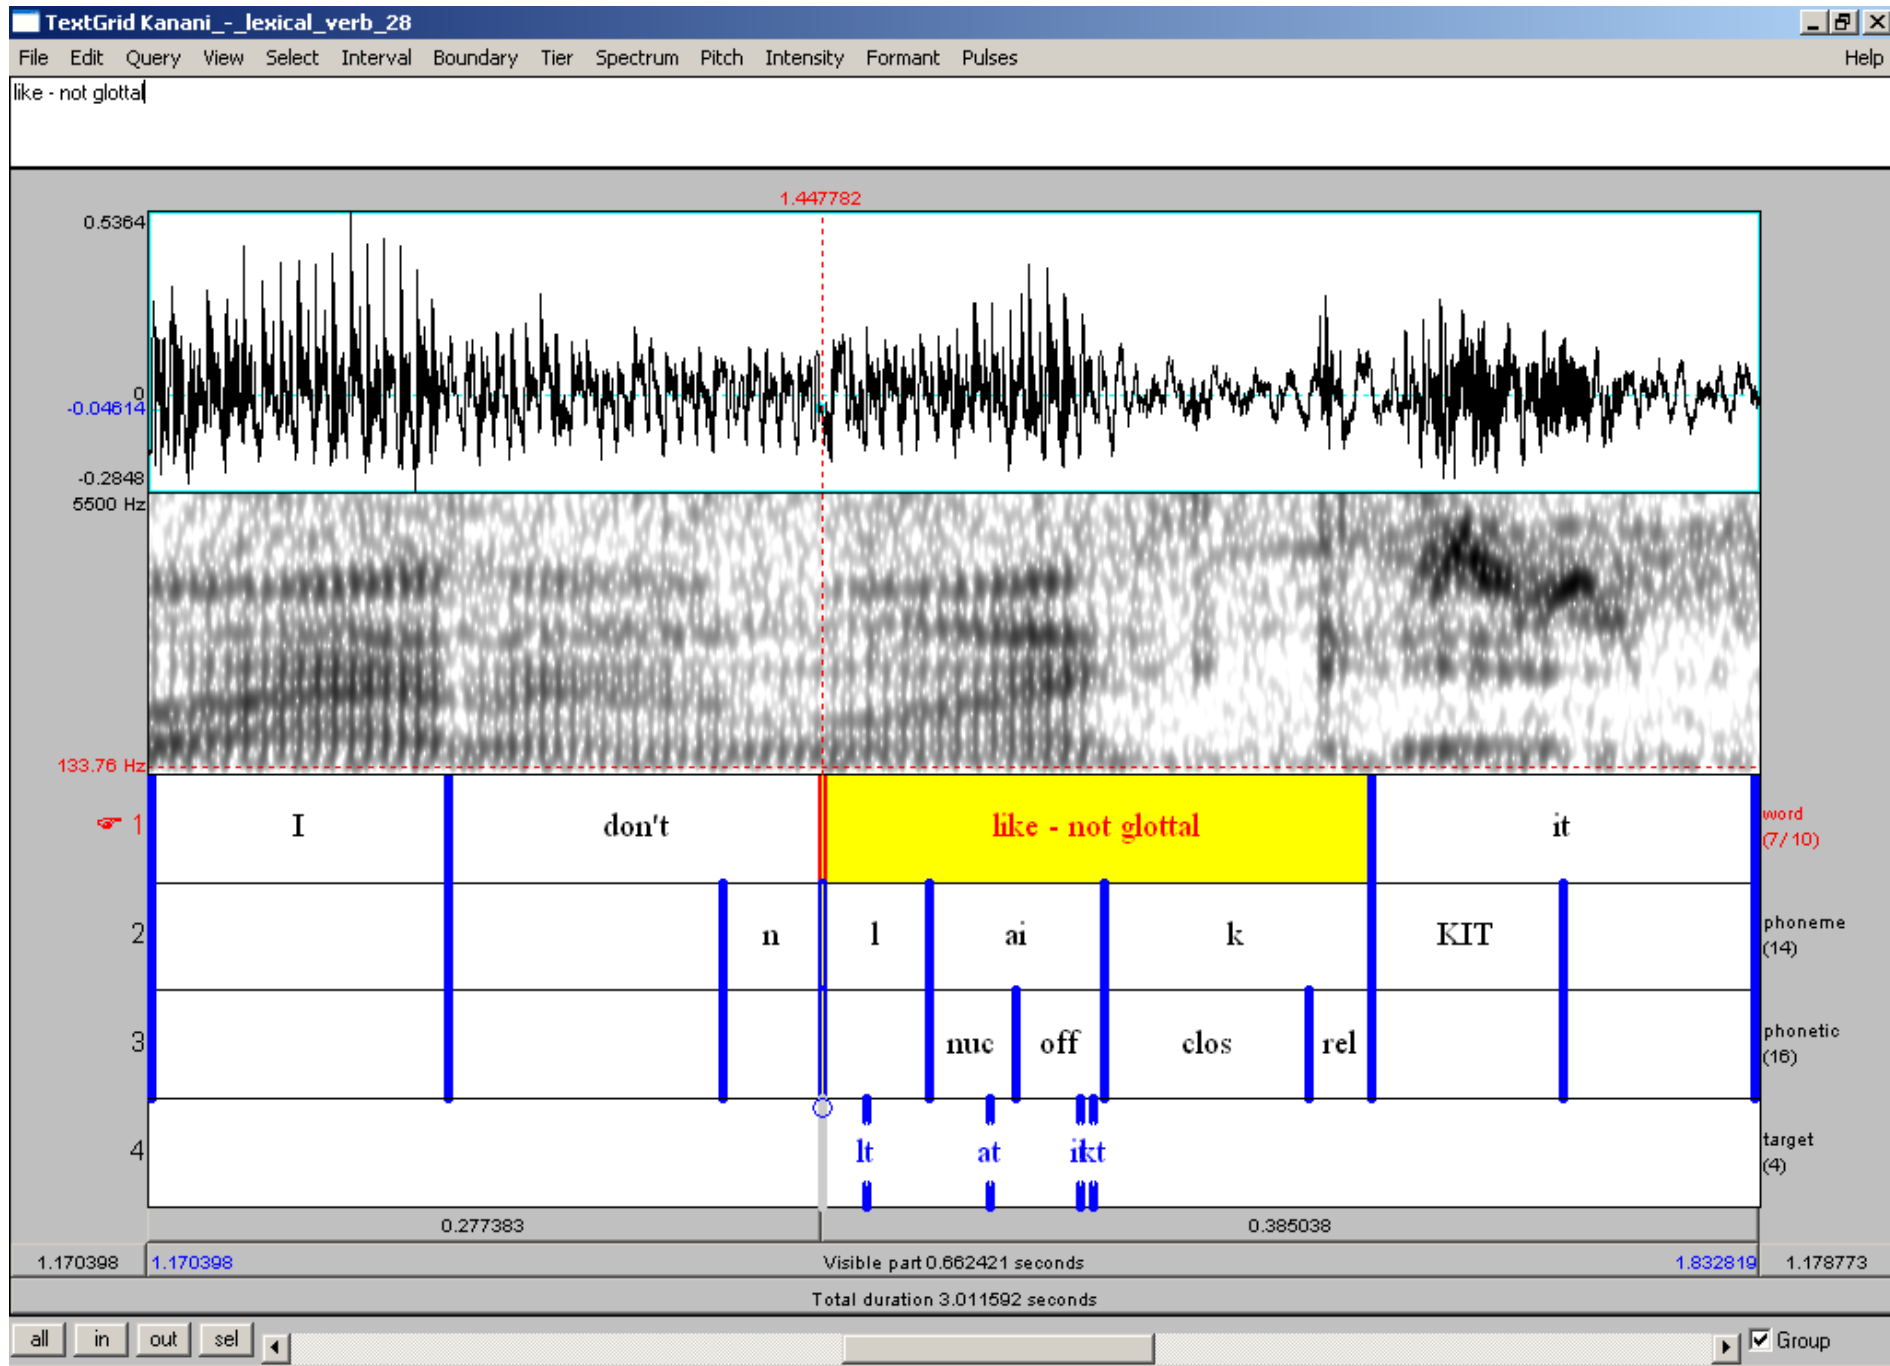 TextGrid Kanani_-_lexical_verb_28
File Edit Query View Select Interval Boundary Tier Spectrum Pitch Intensity Formant Pulses Help
like - not glottal
1.447782
0.5364
0
-0.04614
-0.2848
5500 Hz
133.76 Hz
1 I don't like - not glottal it word (7/10)
2 n l ai k KIT phoneme (14)
3 nuc off clos rel phonetic (16)
4 lt at it kt target (4)
0.277383 0.385038
1.170398 1.170398 Visible part 0.662421 seconds 1.832819 1.178773
Total duration 3.011592 seconds
all in out sel Group